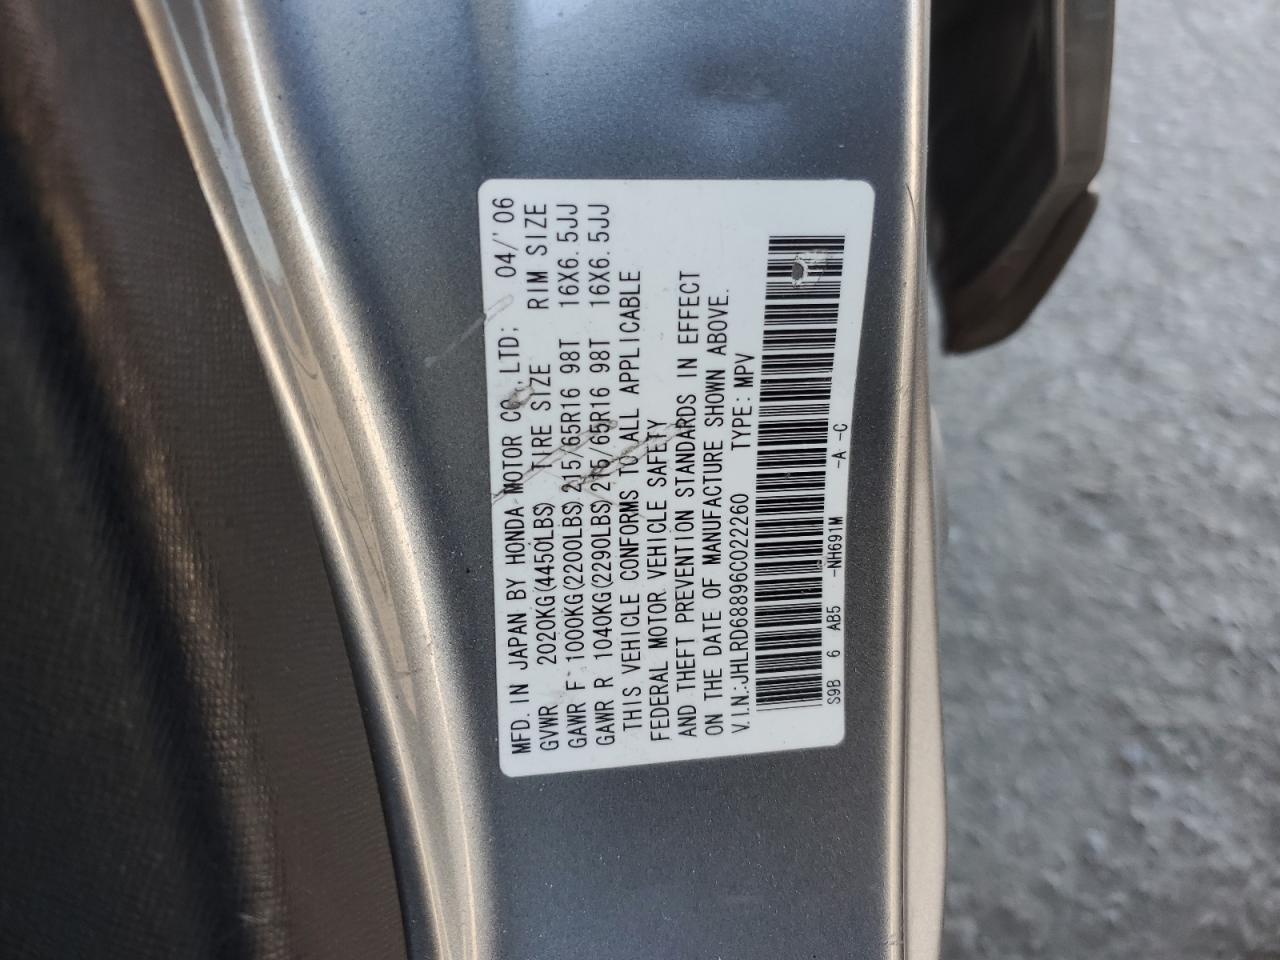 MFD. IN JAPAN BY HONDA MOTOR CO.,LTD: 04/'06
GVWR 2020KG(4450LBS) TIRE SIZE RIM SIZE
GAWR F 1000KG(2200LBS)215/65R16 98T 16X6.5JJ
GAWR R 1040KG(2290LBS)215/65R16 98T 16X6.5JJ
THIS VEHICLE CONFORMS TO ALL APPLICABLE
FEDERAL MOTOR VEHICLE SAFETY
AND THEFT PREVENTION STANDARDS IN EFFECT
ON THE DATE OF MANUFACTURE SHOWN ABOVE.
V.I.N.:JHLRD68896C022260 TYPE:MPV
S9B 6 AB5 -NH691M -A -C